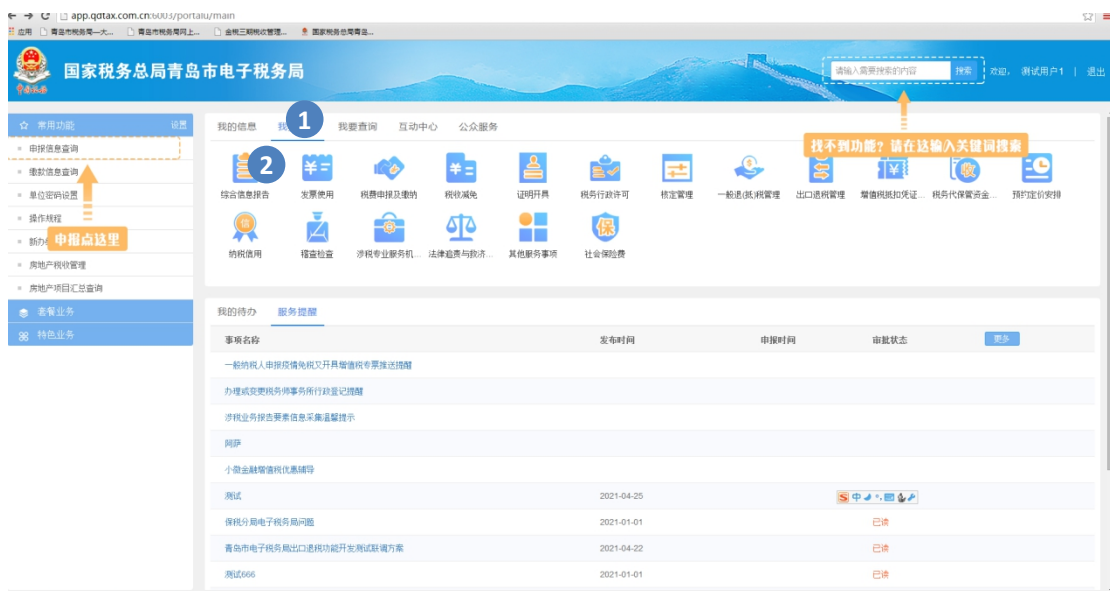 app.qdtax.com.cn:6003/portalu/main
应用 青岛市税务局—大... 青岛市税务局网上... 金税三期税收管理... 国家税务总局青岛...
国家税务总局青岛市电子税务局
请输入需要搜索的内容 搜索 欢迎, 测试用户1 | 退出
常用功能 设置
申报信息查询
缴款信息查询
单位密码设置
操作规程
新办
申报点这里
房地产税收管理
房地产项目汇总查询
套餐业务
特色业务
我的信息 我 1 我要查询 互动中心 公众服务
找不到功能? 请在这输入关键词搜索
2
综合信息报告 发票使用 税费申报及缴纳 税收减免 证明开具 税务行政许可 核定管理 一般退(抵)税管理 出口退税管理 增值税抵扣凭证... 税务代保管资金... 预约定价安排
纳税信用 稽查检查 涉税专业服务机... 法律追责与救济... 其他服务事项 社会保险费
我的待办 服务提醒
事项名称 发布时间 申报时间 审批状态 更多
一般纳税人申报疫情免税又开具增值税专票推送提醒
办理或变更税务师事务所行政登记提醒
涉税业务报告要素信息采集温馨提示
阿萨
小微金融增值税优惠辅导
测试 2021-04-25 中
保税分局电子税务局问题 2021-01-01 已读
青岛市电子税务局出口退税功能开发测试联调方案 2021-04-22 已读
测试666 2021-01-01 已读